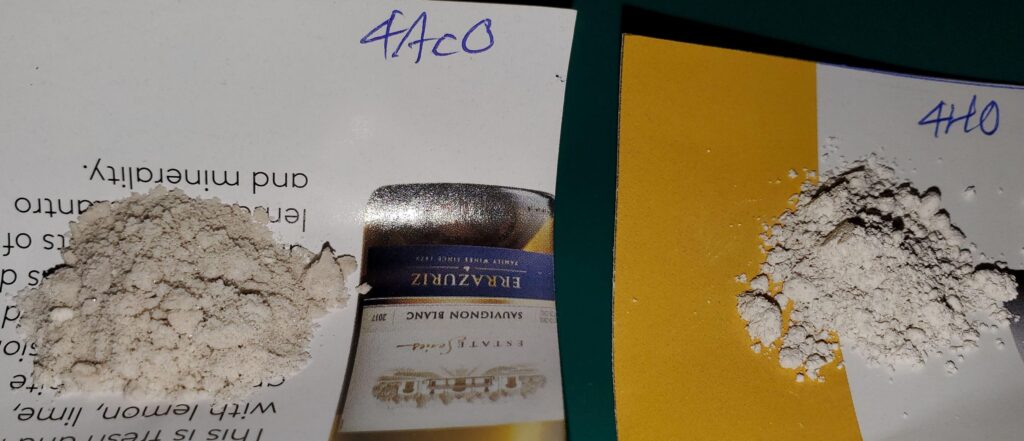 4AcO
4HO
This is fresh and
with lemon, lime,
and minerality.
ESTATE Series
2017 SAUVIGNON BLANC
ERRAZURIZ
FAMILY WINES SINCE 1870